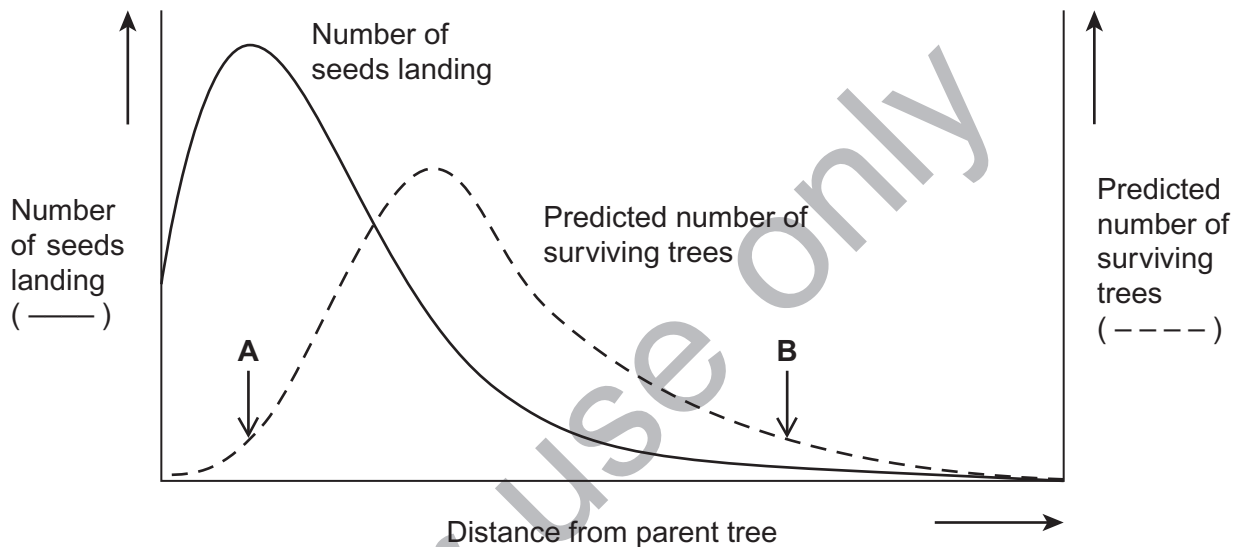 Number of
seeds landing
Number
of seeds
landing
( —— )
Predicted number of
surviving trees
Predicted
number of
surviving
trees
( – – – – )
A
B
Distance from parent tree
use only